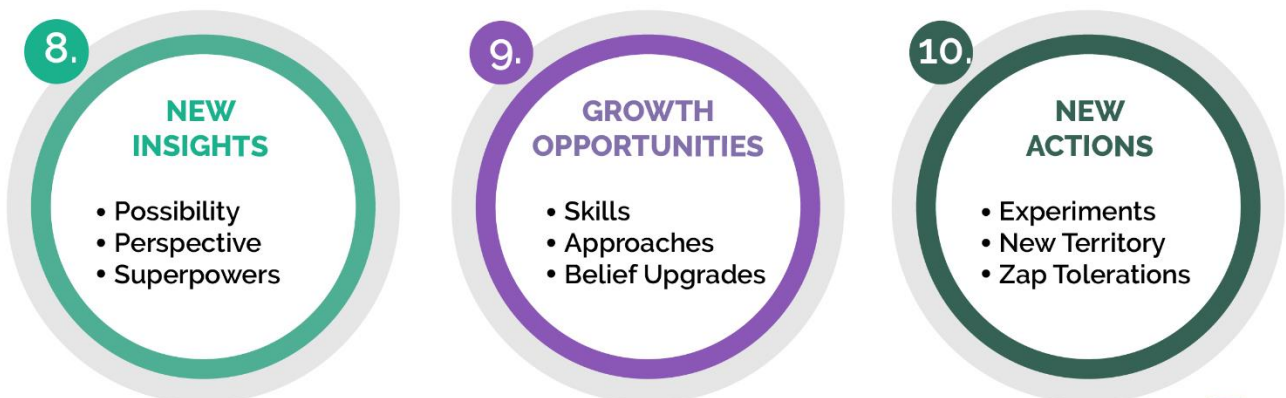 8.
NEW
INSIGHTS
• Possibility
• Perspective
• Superpowers
9.
GROWTH
OPPORTUNITIES
• Skills
• Approaches
• Belief Upgrades
10.
NEW
ACTIONS
• Experiments
• New Territory
• Zap Tolerations